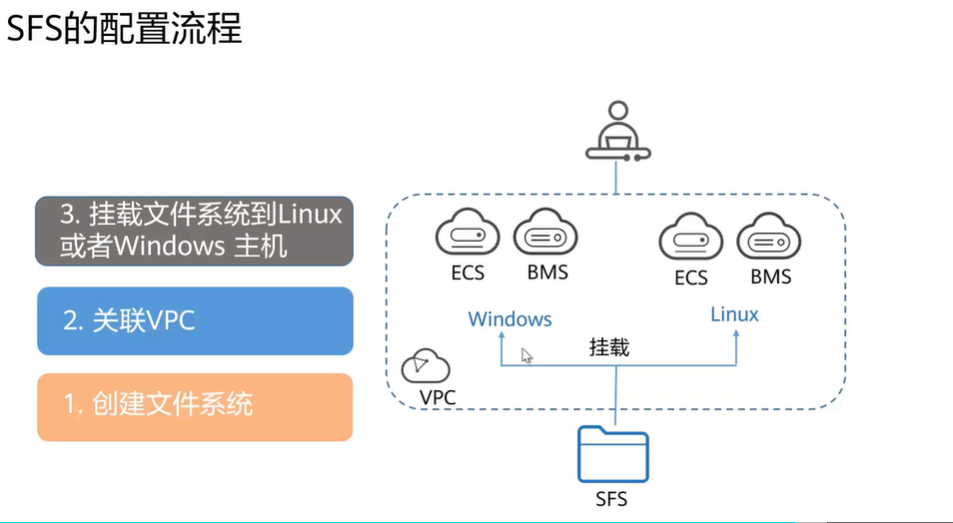 SFS的配置流程
3. 挂载文件系统到Linux
或者Windows 主机
2. 关联VPC
1. 创建文件系统
ECS
BMS
ECS
BMS
Windows
Linux
挂载
VPC
SFS